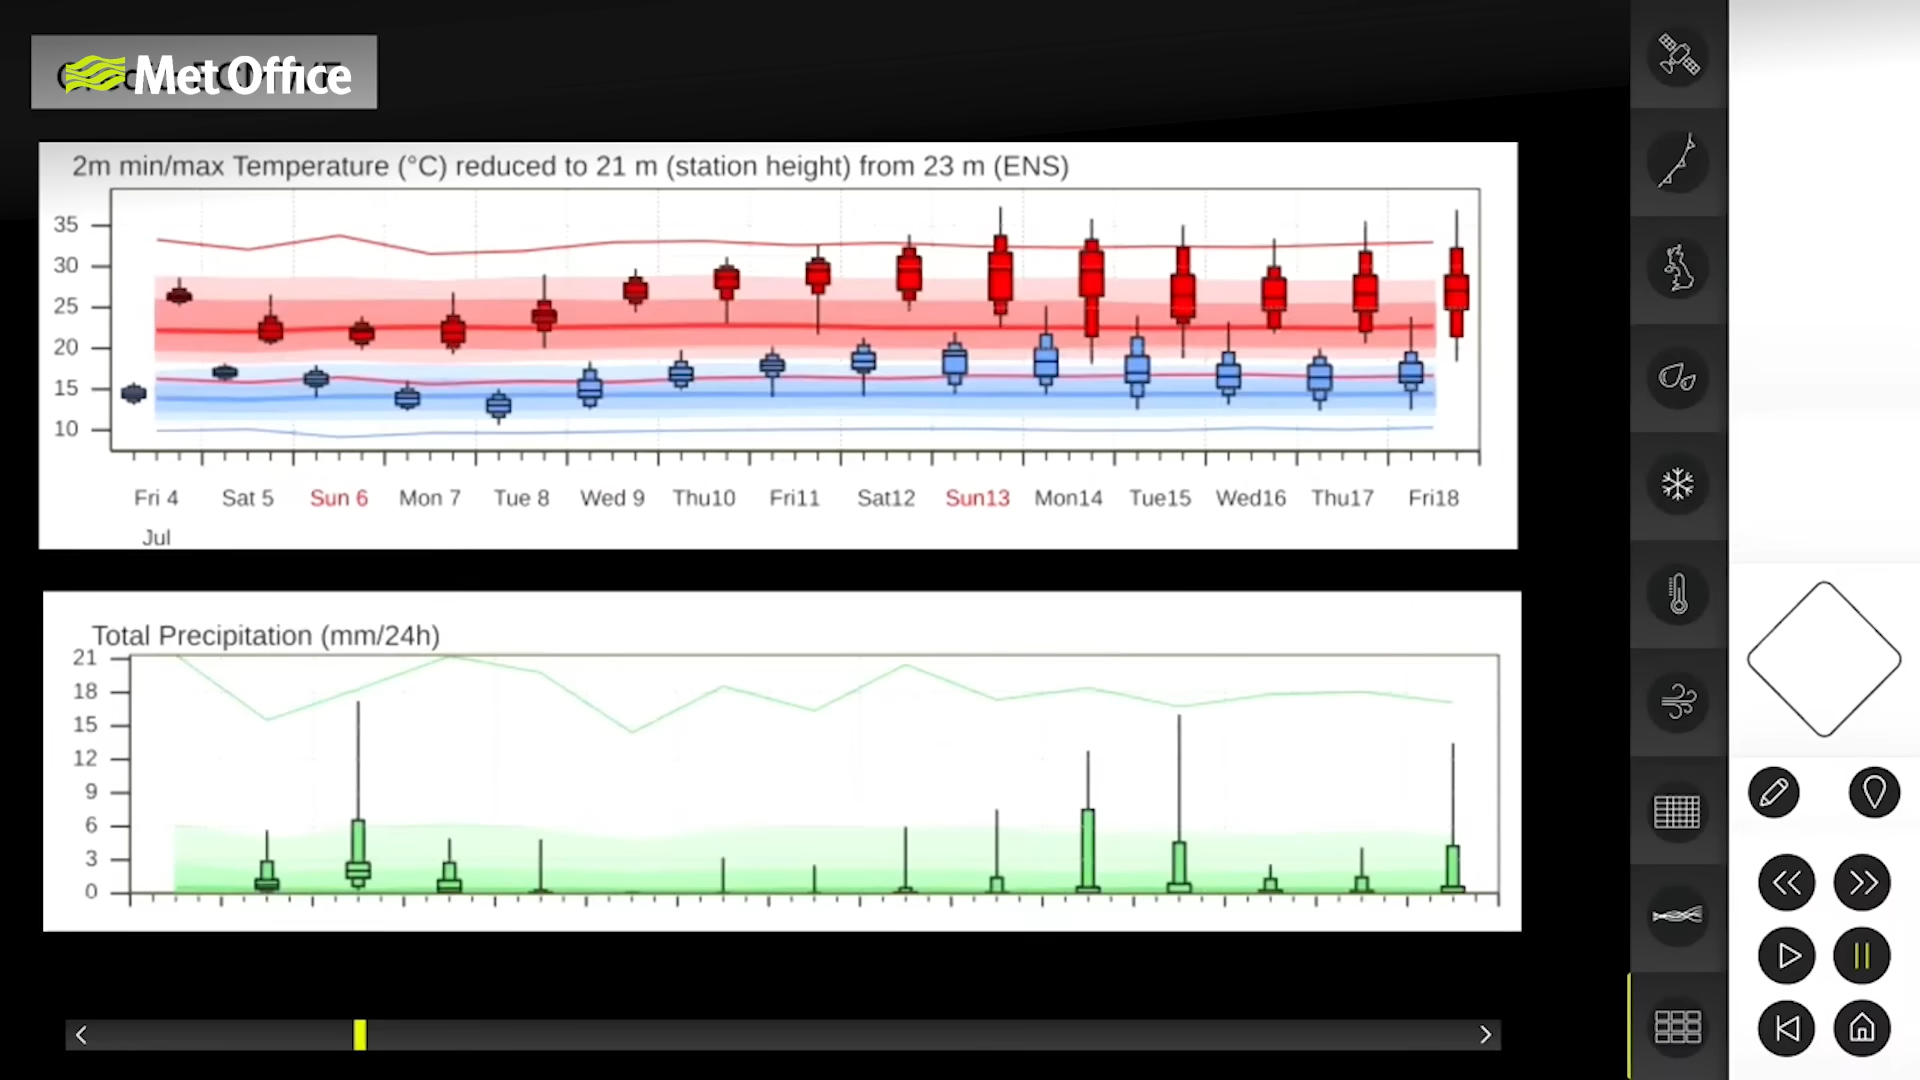 Met Office
2m min/max Temperature (°C) reduced to 21 m (station height) from 23 m (ENS)
35
30
25
20
15
10
Fri 4 Sat 5 Sun 6 Mon 7 Tue 8 Wed 9 Thu10 Fri11 Sat12 Sun13 Mon14 Tue15 Wed16 Thu17 Fri18
Jul
Total Precipitation (mm/24h)
21
18
15
12
9
6
3
0